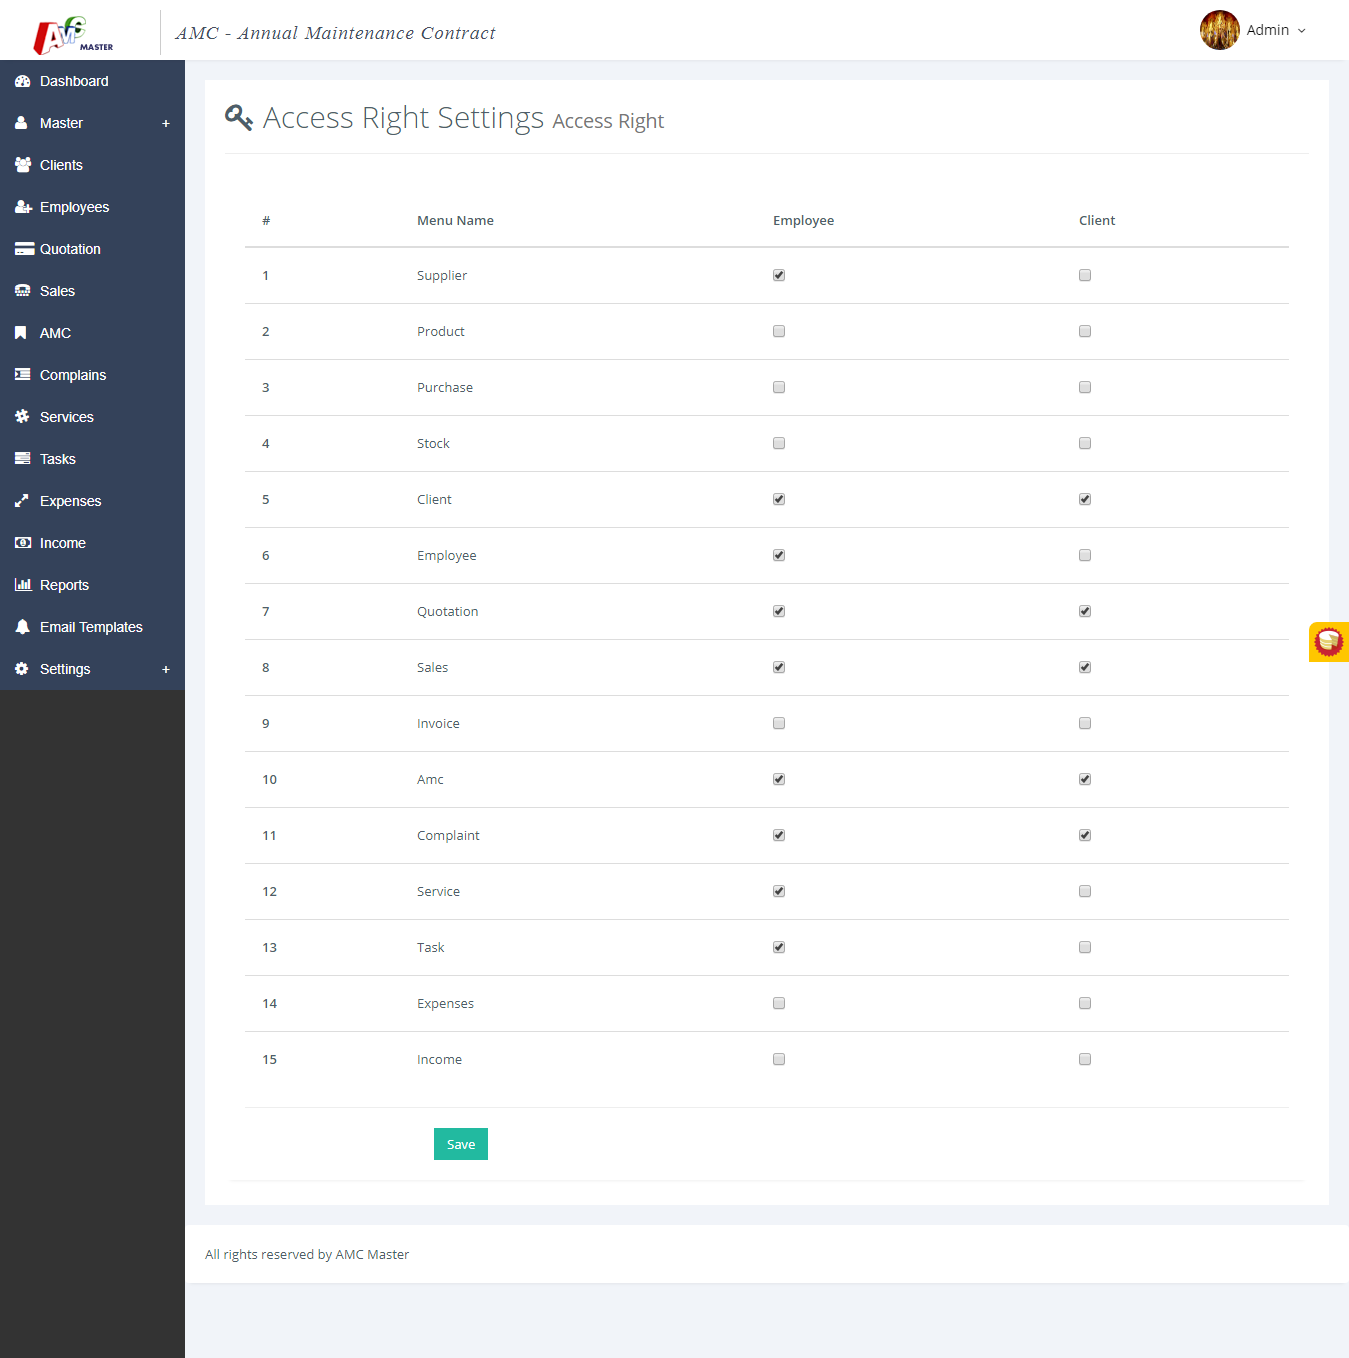 AMC MASTER
AMC - Annual Maintenance Contract
Admin
Dashboard
Master +
Clients
Employees
Quotation
Sales
AMC
Complains
Services
Tasks
Expenses
Income
Reports
Email Templates
Settings +
Access Right Settings Access Right
# Menu Name Employee Client
1 Supplier
2 Product
3 Purchase
4 Stock
5 Client
6 Employee
7 Quotation
8 Sales
9 Invoice
10 Amc
11 Complaint
12 Service
13 Task
14 Expenses
15 Income
Save
All rights reserved by AMC Master